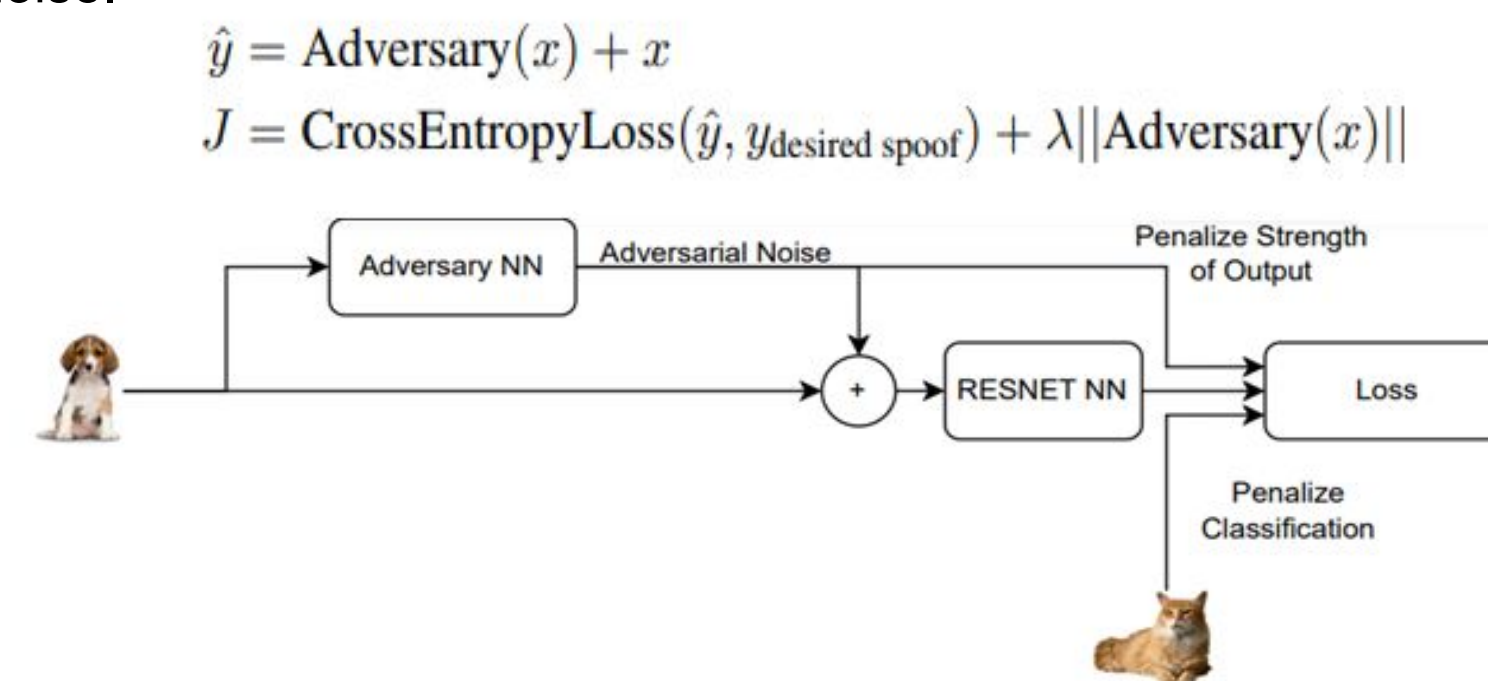 ŷ = Adversary(x) + x
J = CrossEntropyLoss(ŷ, y_desired spoof) + λ||Adversary(x)||
Penalize Strength
of Output
Adversarial Noise
Adversary NN
+
RESNET NN
Loss
Penalize
Classification